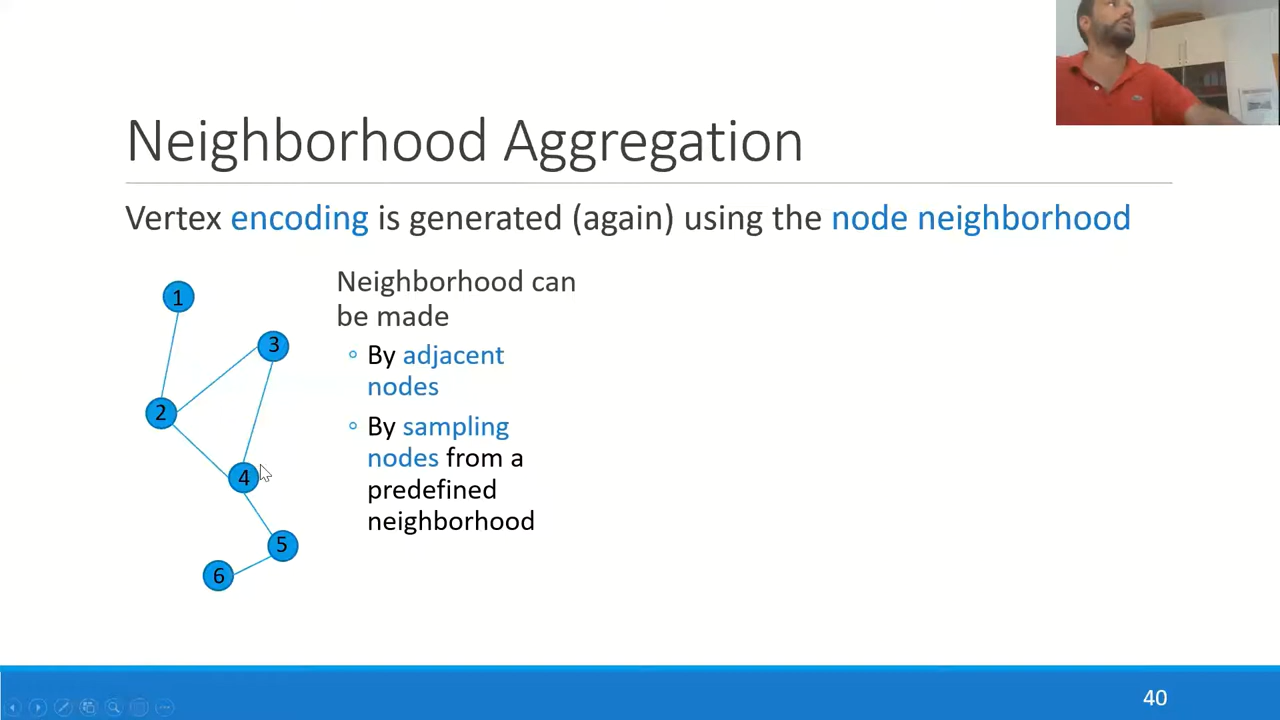 Neighborhood Aggregation
Vertex encoding is generated (again) using the node neighborhood
1
3
2
4
5
6
Neighborhood can
be made
By adjacent
nodes
By sampling
nodes from a
predefined
neighborhood
40